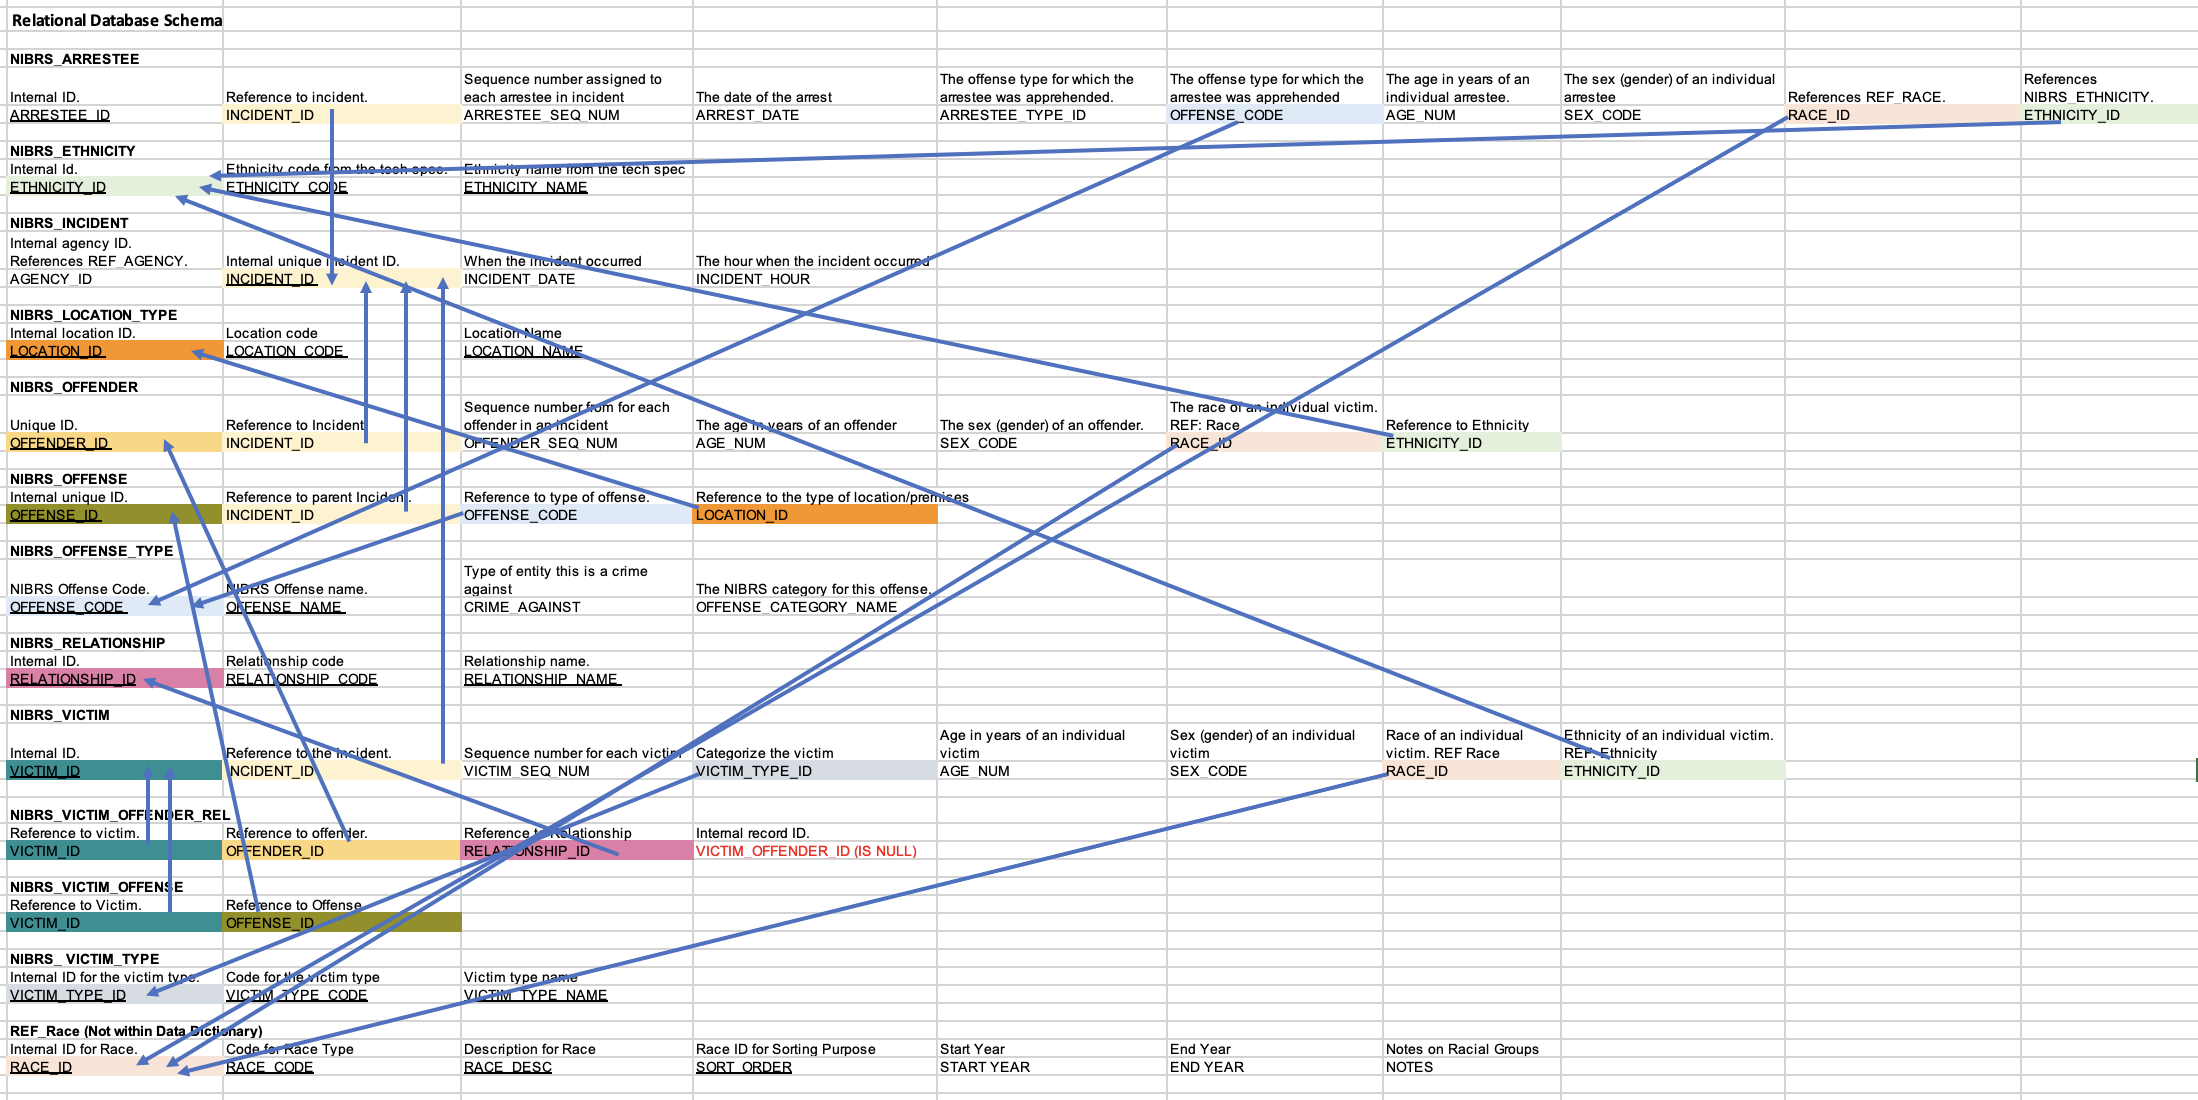 Relational Database Schema
NIBRS_ARRESTEE
Sequence number assigned to The offense type for which the The offense type for which the The age in years of an The sex (gender) of an individual References
Internal ID. Reference to incident. each arrestee in incident The date of the arrest arrestee was apprehended. arrestee was apprehended individual arrestee. arrestee References REF_RACE. NIBRS_ETHNICITY.
ARRESTEE_ID INCIDENT_ID ARRESTEE_SEQ_NUM ARREST_DATE ARRESTEE_TYPE_ID OFFENSE_CODE AGE_NUM SEX_CODE RACE_ID ETHNICITY_ID
NIBRS_ETHNICITY
Internal Id. Ethnicity code from the tech spec. Ethnicity name from the tech spec
ETHNICITY_ID ETHNICITY_CODE ETHNICITY_NAME
NIBRS_INCIDENT
Internal agency ID.
References REF_AGENCY. Internal unique incident ID. When the incident occurred The hour when the incident occurred
AGENCY_ID INCIDENT_ID INCIDENT_DATE INCIDENT_HOUR
NIBRS_LOCATION_TYPE
Internal location ID. Location code Location Name
LOCATION_ID LOCATION_CODE LOCATION_NAME
NIBRS_OFFENDER
Sequence number from for each The race of an individual victim.
Unique ID. Reference to Incident offender in an incident The age in years of an offender The sex (gender) of an offender. REF: Race Reference to Ethnicity
OFFENDER_ID INCIDENT_ID OFFENDER_SEQ_NUM AGE_NUM SEX_CODE RACE_ID ETHNICITY_ID
NIBRS_OFFENSE
Internal unique ID. Reference to parent Incident. Reference to type of offense. Reference to the type of location/premises
OFFENSE_ID INCIDENT_ID OFFENSE_CODE LOCATION_ID
NIBRS_OFFENSE_TYPE
Type of entity this is a crime
NIBRS Offense Code. NIBRS Offense name. against The NIBRS category for this offense.
OFFENSE_CODE OFFENSE_NAME CRIME_AGAINST OFFENSE_CATEGORY_NAME
NIBRS_RELATIONSHIP
Internal ID. Relationship code Relationship name.
RELATIONSHIP_ID RELATIONSHIP_CODE RELATIONSHIP_NAME
NIBRS_VICTIM
Age in years of an individual Sex (gender) of an individual Race of an individual Ethnicity of an individual victim.
Internal ID. Reference to the incident. Sequence number for each victim Categorize the victim victim victim victim. REF Race REF: Ethnicity
VICTIM_ID INCIDENT_ID VICTIM_SEQ_NUM VICTIM_TYPE_ID AGE_NUM SEX_CODE RACE_ID ETHNICITY_ID
NIBRS_VICTIM_OFFENDER_REL
Reference to victim. Reference to offender. Reference to Relationship Internal record ID.
VICTIM_ID OFFENDER_ID RELATIONSHIP_ID VICTIM_OFFENDER_ID (IS NULL)
NIBRS_VICTIM_OFFENSE
Reference to Victim. Reference to Offense
VICTIM_ID OFFENSE_ID
NIBRS_ VICTIM_TYPE
Internal ID for the victim type. Code for the victim type Victim type name
VICTIM_TYPE_ID VICTIM_TYPE_CODE VICTIM_TYPE_NAME
REF_Race (Not within Data Dictionary)
Internal ID for Race. Code for Race Type Description for Race Race ID for Sorting Purpose Start Year End Year Notes on Racial Groups
RACE_ID RACE_CODE RACE_DESC SORT_ORDER START YEAR END YEAR NOTES